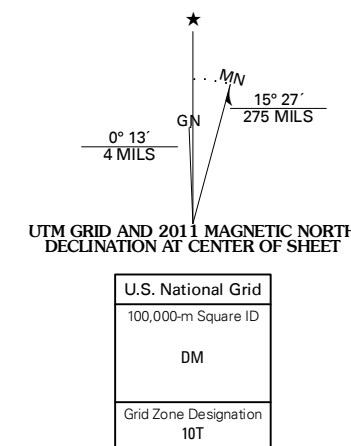 ★
MN
15° 27´
275 MILS
GN
0° 13´
4 MILS
UTM GRID AND 2011 MAGNETIC NORTH
DECLINATION AT CENTER OF SHEET
U.S. National Grid
100,000-m Square ID
DM
Grid Zone Designation
10T